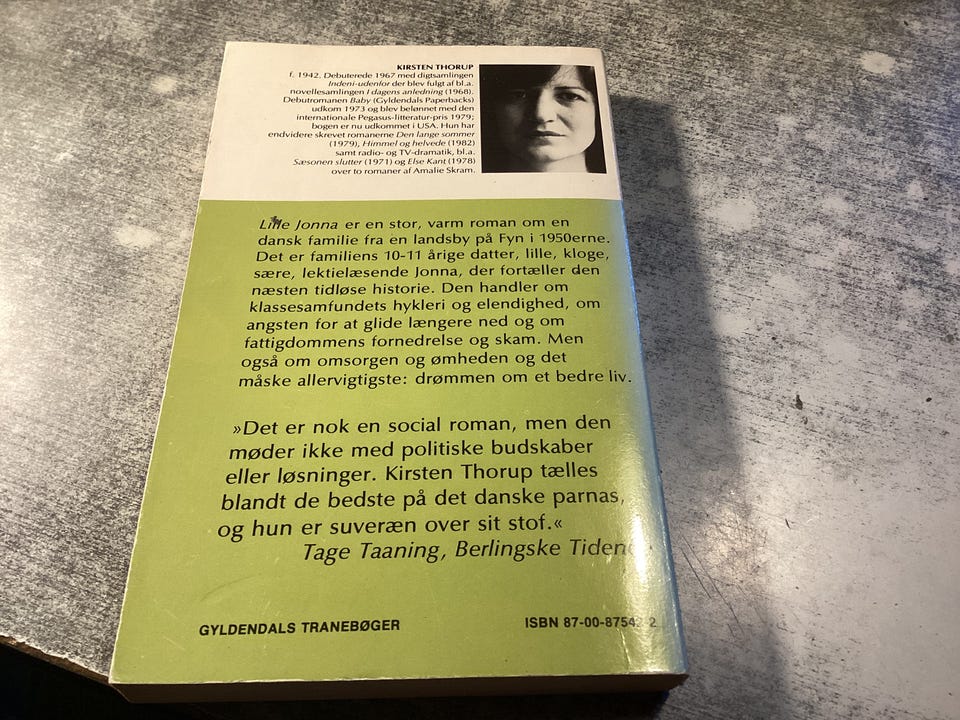 KIRSTEN THORUP
f. 1942. Debuterede 1967 med digtsamlingen
Indeni-udenfor der blev fulgt af bl.a.
novellesamlingen I dagens anledning (1968).
Debutromanen Baby (Gyldendals Paperbacks)
udkom 1973 og blev belønnet med den
internationale Pegasus-litteratur-pris 1979;
bogen er nu udkommet i USA. Hun har
endvidere skrevet romanerne Den lange sommer
(1979), Himmel og helvede (1982)
samt radio- og TV-dramatik, bl.a.
Sæsonen slutter (1971) og Else Kant (1978)
over to romaner af Amalie Skram.
Lille Jonna er en stor, varm roman om en
dansk familie fra en landsby på Fyn i 1950erne.
Det er familiens 10-11 årige datter, lille, kloge,
sære, lektielæsende Jonna, der fortæller den
næsten tidløse historie. Den handler om
klassesamfundets hykleri og elendighed, om
angsten for at glide længere ned og om
fattigdommens fornedrelse og skam. Men
også om omsorgen og ømheden og det
måske allervigtigste: drømmen om et bedre liv.
»Det er nok en social roman, men den
møder ikke med politiske budskaber
eller løsninger. Kirsten Thorup tælles
blandt de bedste på det danske parnas,
og hun er suveræn over sit stof.«
Tage Taaning, Berlingske
GYLDENDALS TRANEBØGER
ISBN